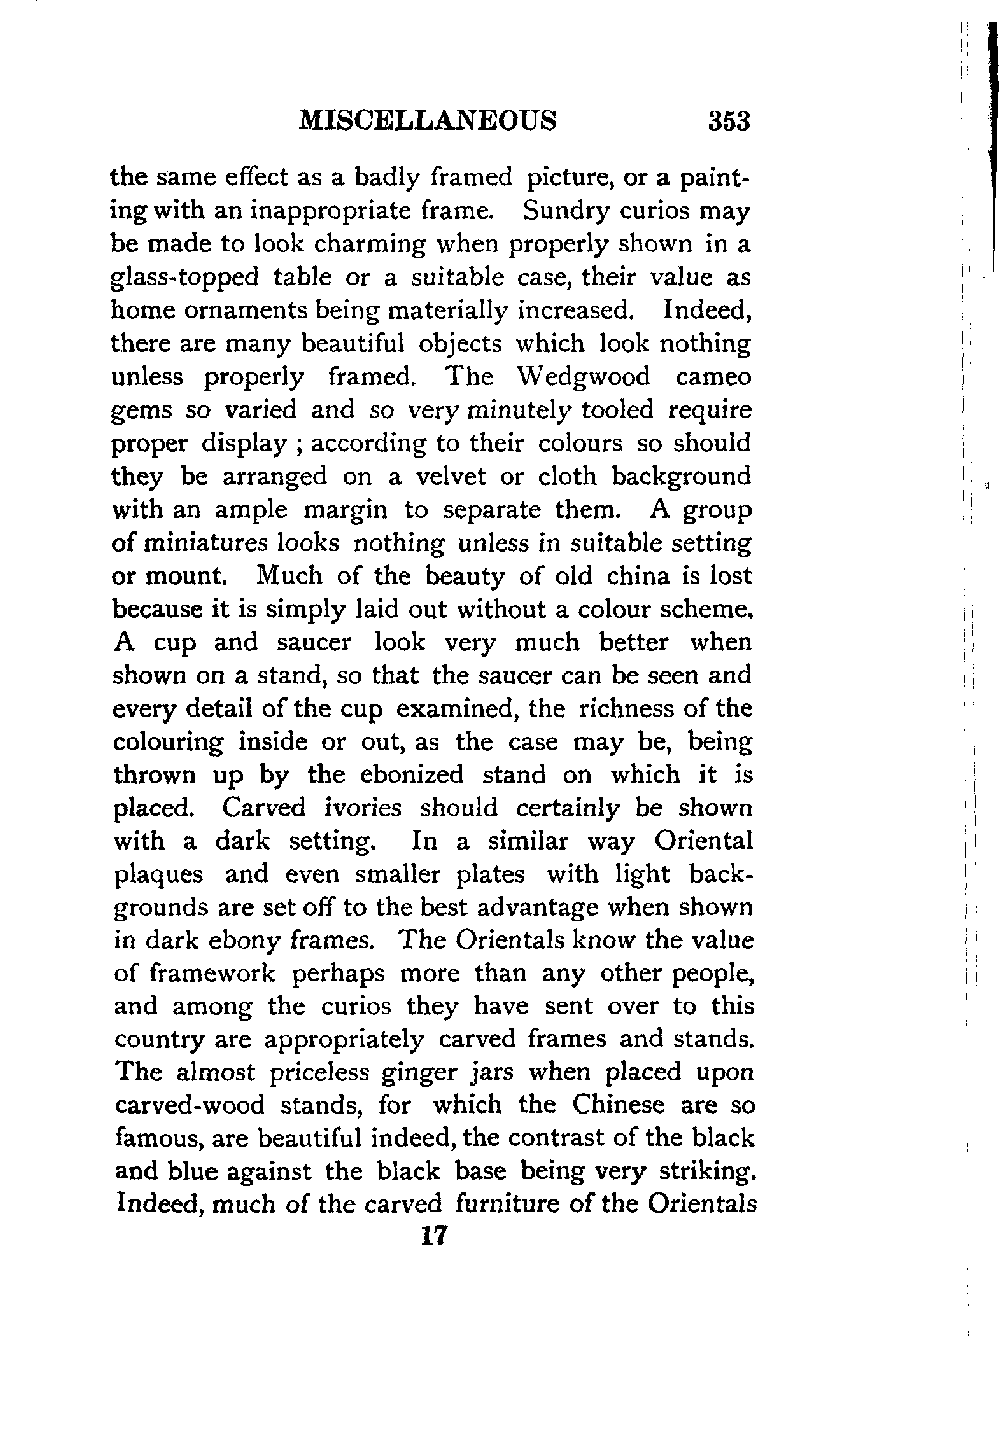 MISCELLANEOUS 353
the same effect as a badly framed picture, or a paint-
ing with an inappropriate frame. Sundry curios may
be made to look charming when properly shown in a
glass-topped table or a suitable case, their value as
home ornaments being materially increased. Indeed,
there are many beautiful objects which look nothing
unless properly framed. The Wedgwood cameo
gems so varied and so very minutely tooled require
proper display ; according to their colours so should
they be arranged on a velvet or cloth background
with an ample margin to separate them. A group
of miniatures looks nothing unless in suitable setting
or mount. Much of the beauty of old china is lost
because it is simply laid out without a colour scheme.
A cup and saucer look very much better when
shown on a stand, so that the saucer can be seen and
every detail of the cup examined, the richness of the
colouring inside or out, as the case may be, being
thrown up by the ebonized stand on which it is
placed. Carved ivories should certainly be shown
with a dark setting. In a similar way Oriental
plaques and even smaller plates with light back-
grounds are set off to the best advantage when shown
in dark ebony frames. The Orientals know the value
of framework perhaps more than any other people,
and among the curios they have sent over to this
country are appropriately carved frames and stands.
The almost priceless ginger jars when placed upon
carved-wood stands, for which the Chinese are so
famous, are beautiful indeed, the contrast of the black
and blue against the black base being very striking.
Indeed, much of the carved furniture of the Orientals
17